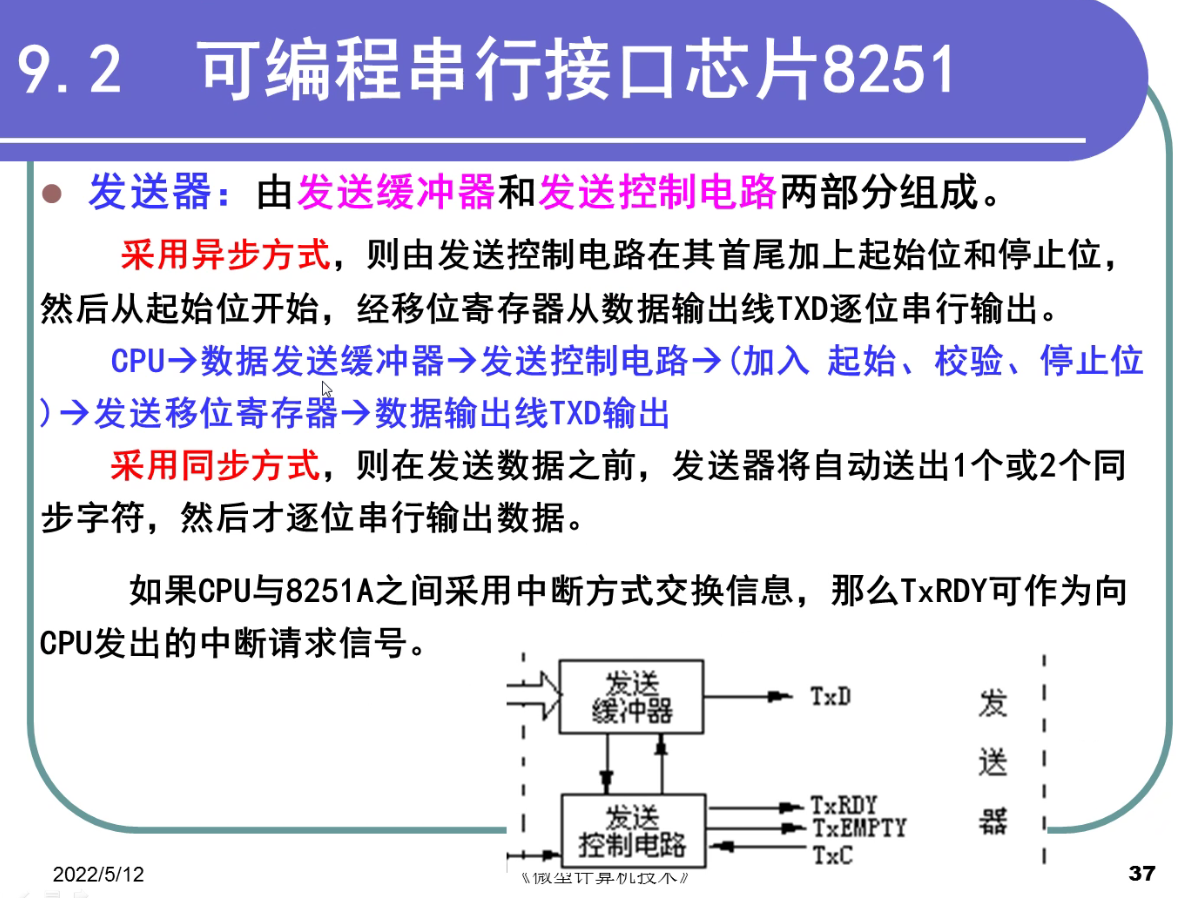 9.2 可编程串行接口芯片8251
发送器：由发送缓冲器和发送控制电路两部分组成。
采用异步方式，则由发送控制电路在其首尾加上起始位和停止位，
然后从起始位开始，经移位寄存器从数据输出线TXD逐位串行输出。
CPU→数据发送缓冲器→发送控制电路→(加入 起始、校验、停止位
)→发送移位寄存器→数据输出线TXD输出
采用同步方式，则在发送数据之前，发送器将自动送出1个或2个同
步字符，然后才逐位串行输出数据。
如果CPU与8251A之间采用中断方式交换信息，那么TxRDY可作为向
CPU发出的中断请求信号。
发送
缓冲器
TxD
发送
控制电路
TxRDY
TxEMPTY
TxC
发
送
器
2022/5/12
《微型计算机技术》
37